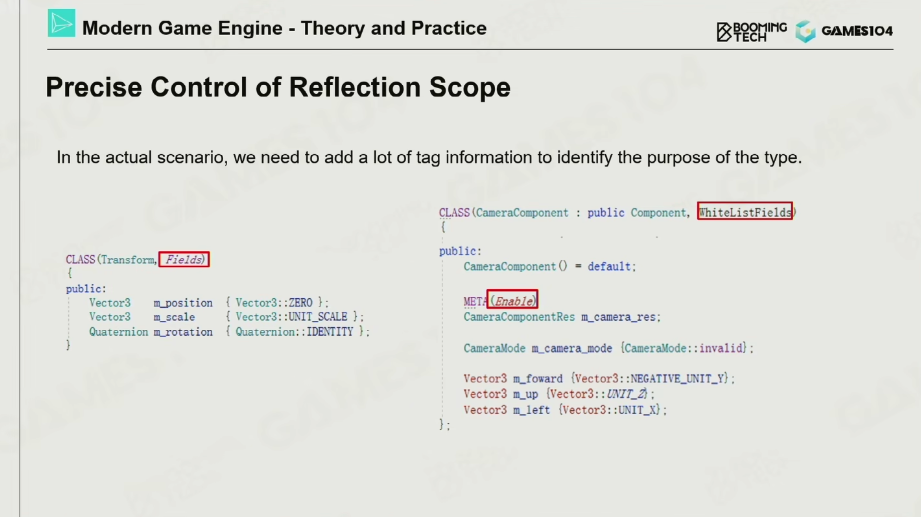 Modern Game Engine - Theory and Practice
BOOMING TECH
GAMES104
Precise Control of Reflection Scope
In the actual scenario, we need to add a lot of tag information to identify the purpose of the type.
CLASS(Transform, Fields)
{
public:
Vector3 m_position { Vector3::ZERO };
Vector3 m_scale { Vector3::UNIT_SCALE };
Quaternion m_rotation { Quaternion::IDENTITY };
}
CLASS(CameraComponent : public Component, WhiteListFields)
{
public:
CameraComponent() = default;
META(Enable)
CameraComponentRes m_camera_res;
CameraMode m_camera_mode {CameraMode::invalid};
Vector3 m_foward {Vector3::NEGATIVE_UNIT_Y};
Vector3 m_up {Vector3::UNIT_Z};
Vector3 m_left {Vector3::UNIT_X};
};